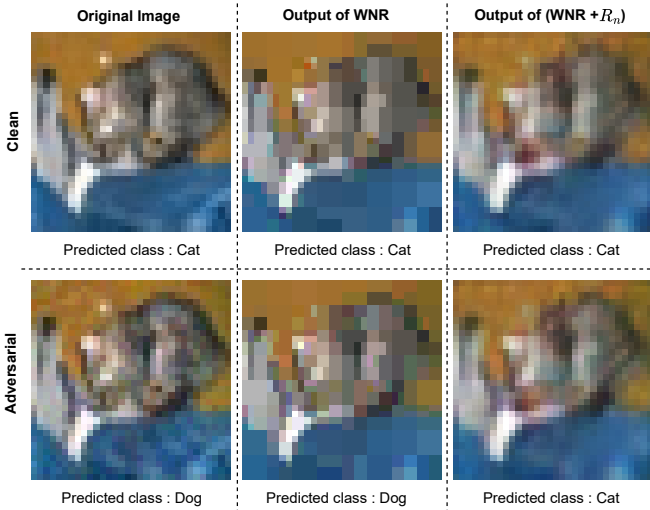 Original Image
Output of WNR
Output of (WNR +Rₙ)
Clean
Predicted class : Cat
Predicted class : Cat
Predicted class : Cat
Adversarial
Predicted class : Dog
Predicted class : Dog
Predicted class : Cat